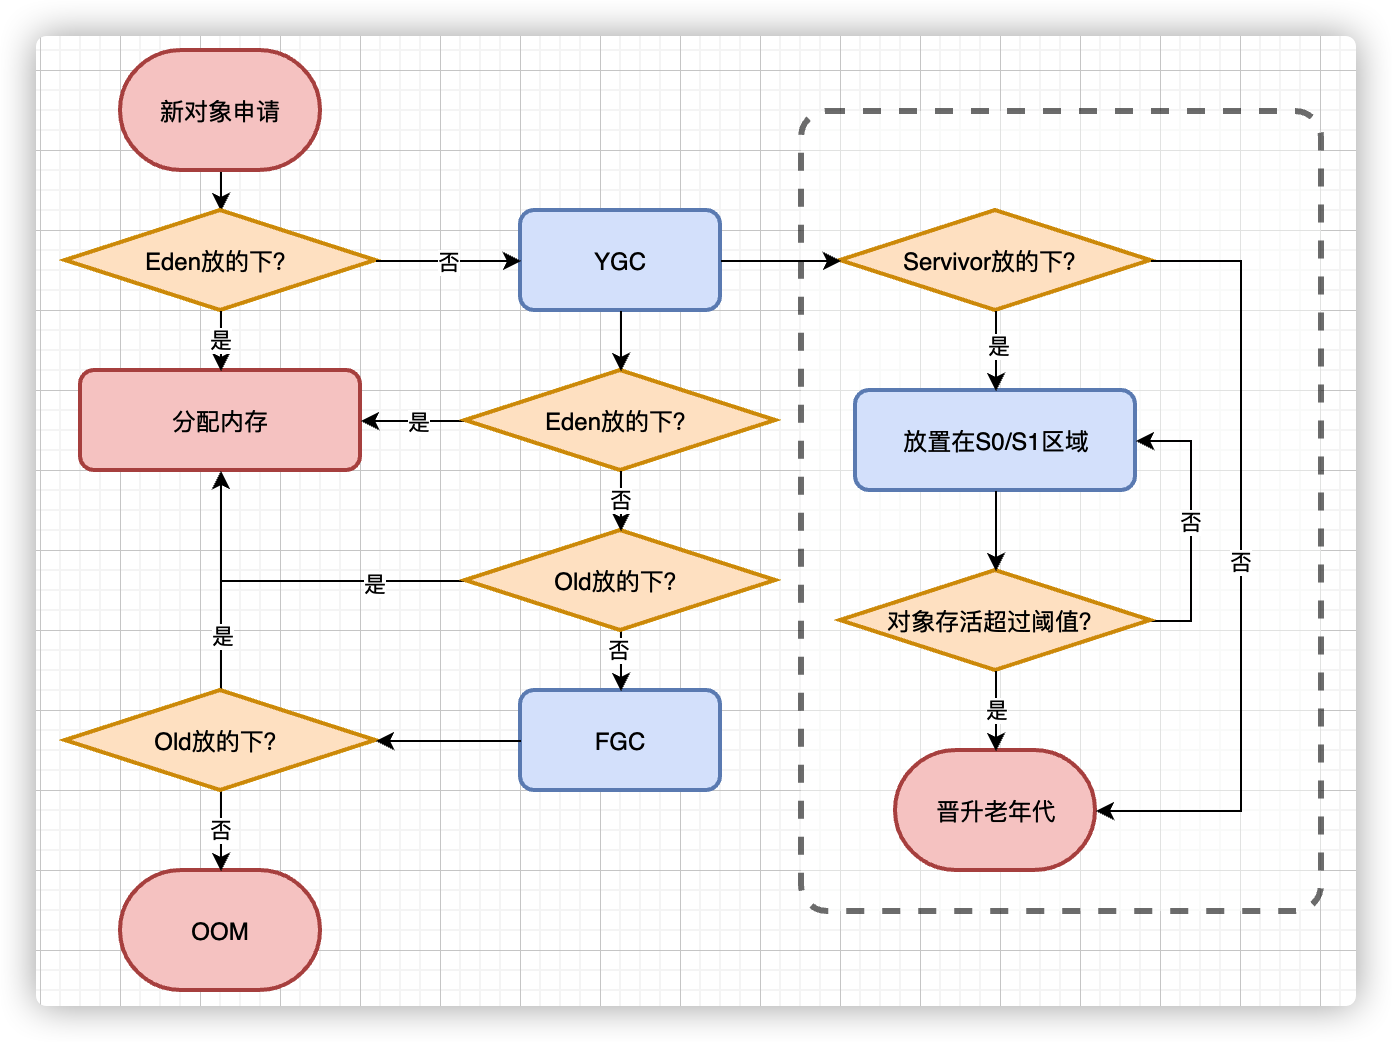 新对象申请
Eden放的下?
否
YGC
Servivor放的下?
是
是
分配内存
是
Eden放的下?
放置在S0/S1区域
否
否
否
是
Old放的下?
对象存活超过阈值?
是
否
是
Old放的下?
FGC
晋升老年代
否
OOM